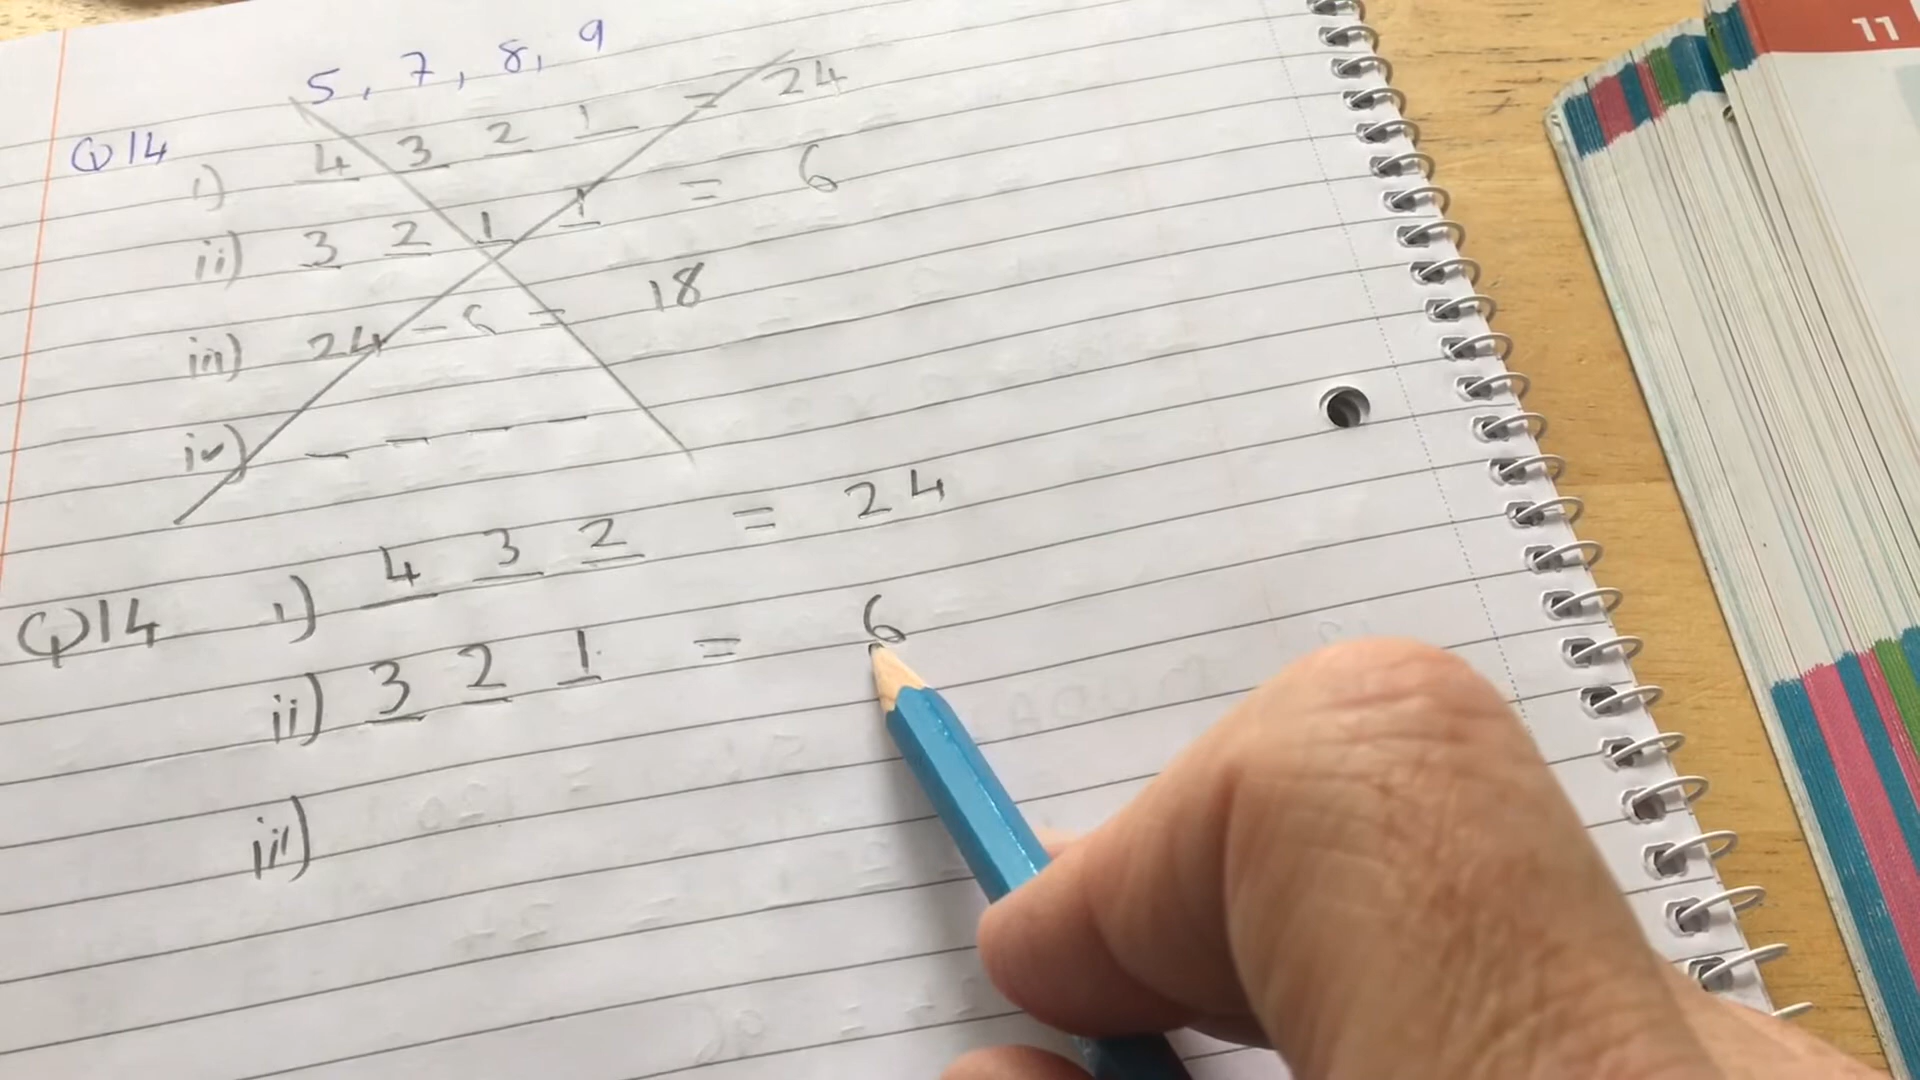 5, 7, 8, 9
Q14
i) 4 3 2 1 = 24
ii) 3 2 1 1 = 6
iii) 24 - 6 = 18
iv) _ _ _ _
Q14 i) 4 3 2 = 24
ii) 3 2 1 = 6
iii)
11